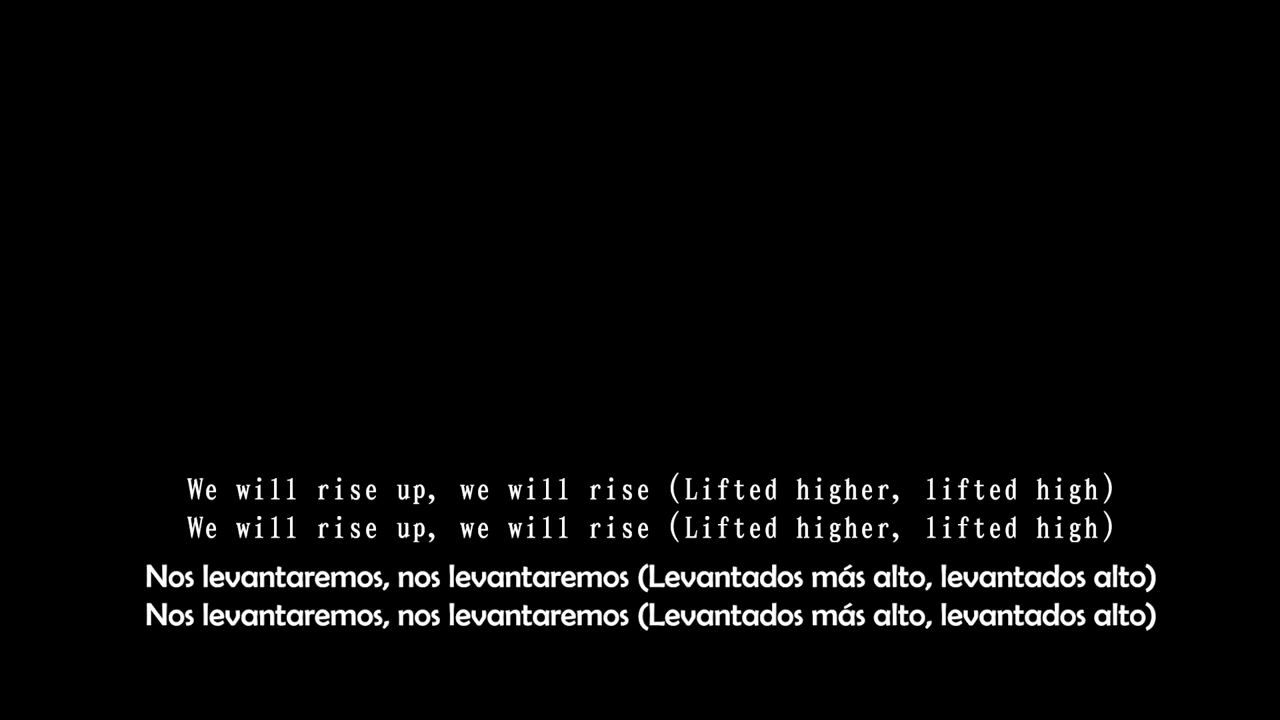 We will rise up, we will rise (Lifted higher, lifted high)
We will rise up, we will rise (Lifted higher, lifted high)
Nos levantaremos, nos levantaremos (Levantados más alto, levantados alto)
Nos levantaremos, nos levantaremos (Levantados más alto, levantados alto)